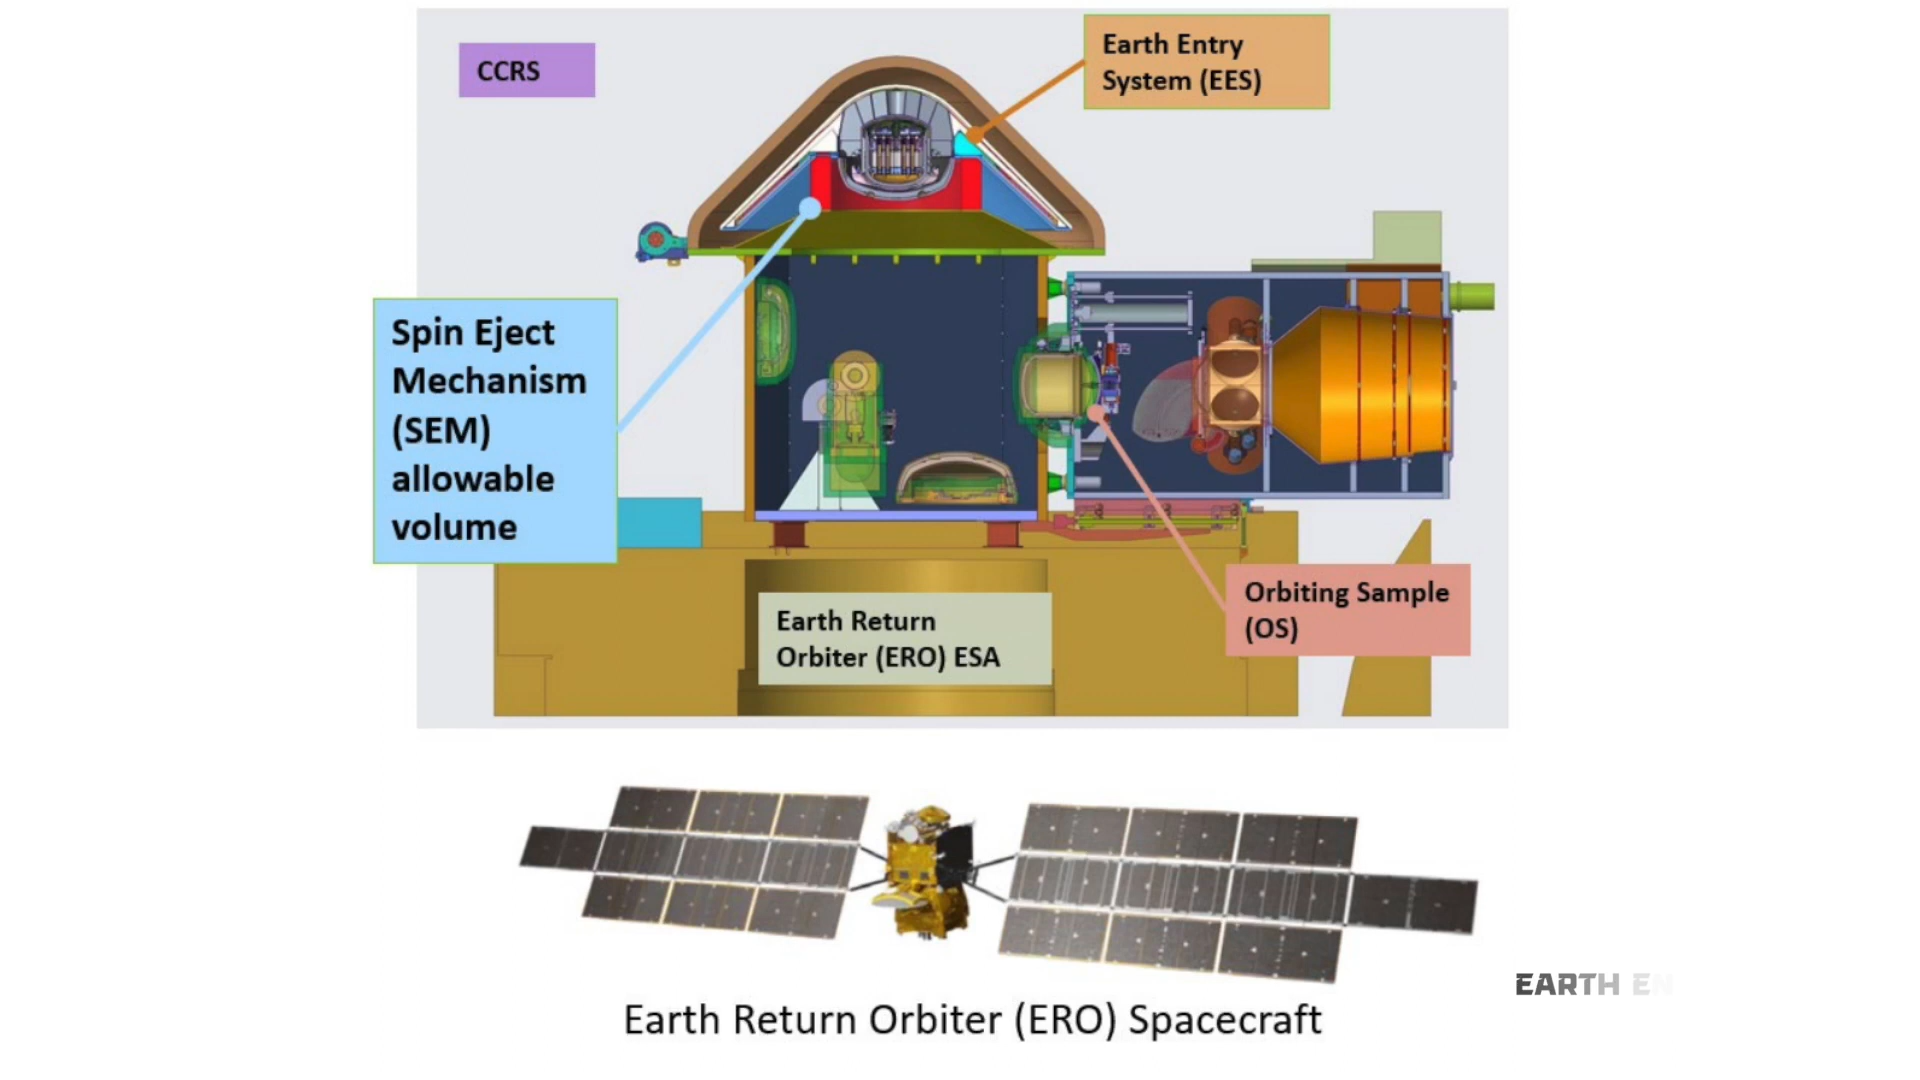 CCRS
Earth Entry
System (EES)
Spin Eject
Mechanism
(SEM)
allowable
volume
Orbiting Sample
(OS)
Earth Return
Orbiter (ERO) ESA
Earth Return Orbiter (ERO) Spacecraft
EARTH EN